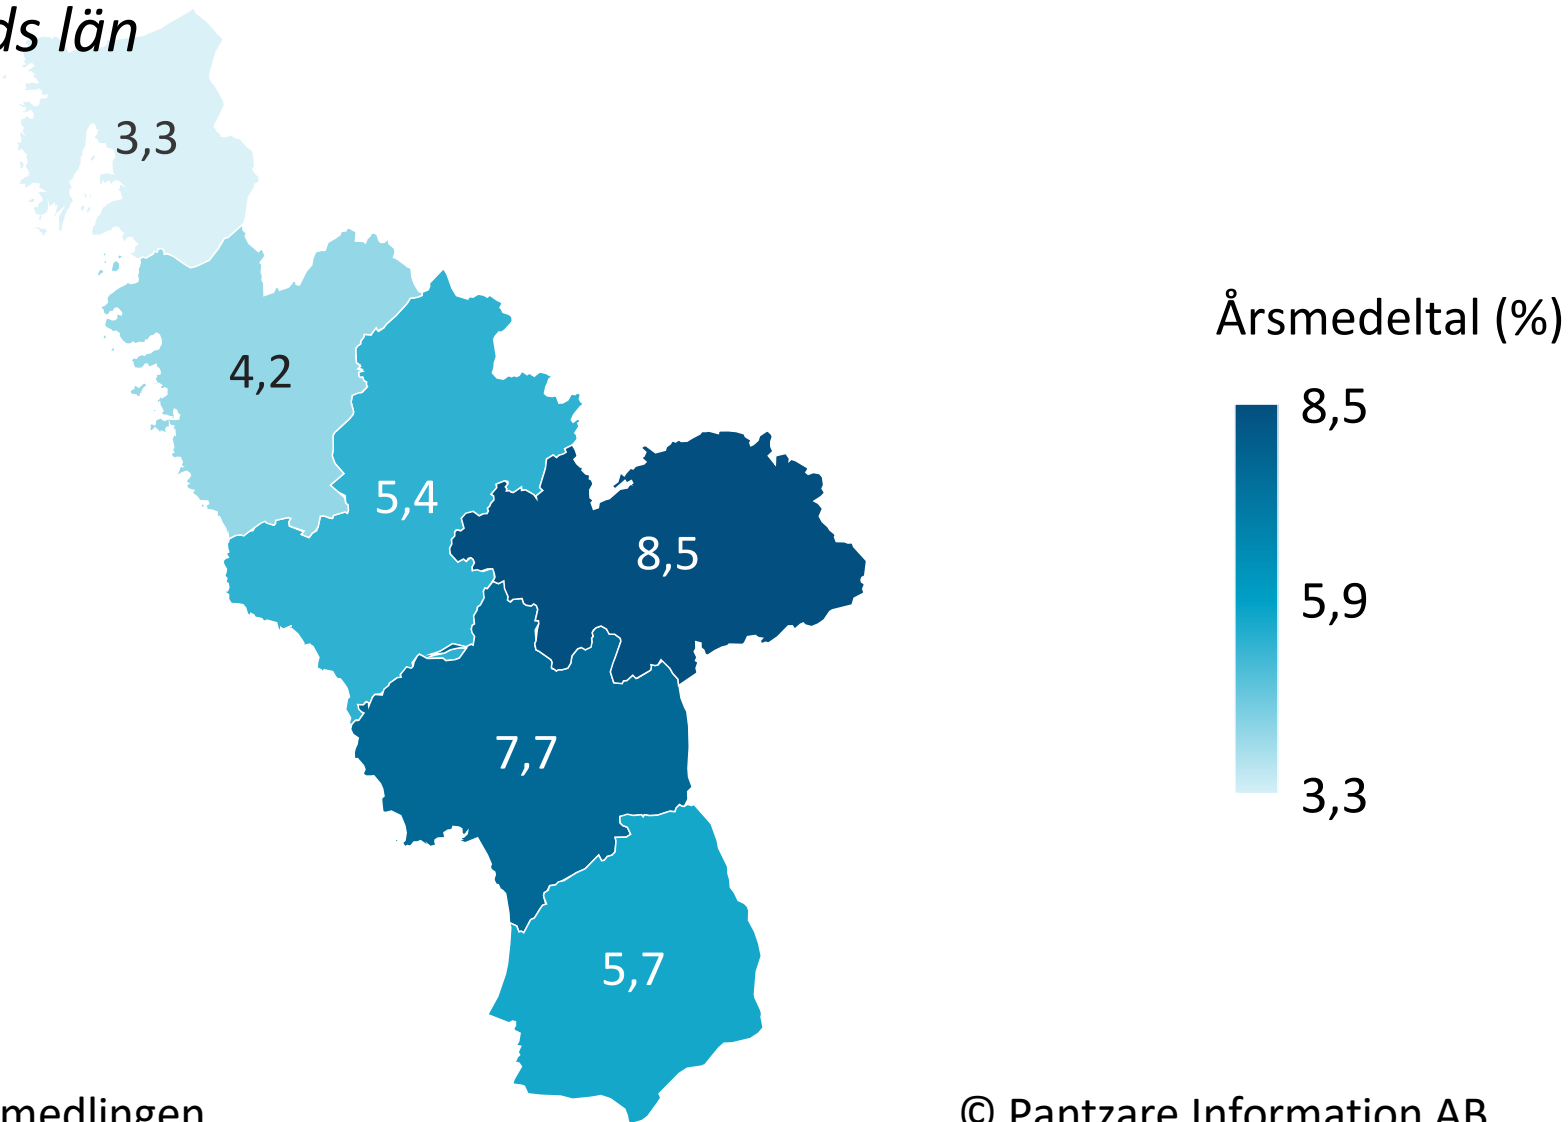 ds län
3,3
4,2
5,4
8,5
7,7
5,7
Årsmedeltal (%)
8,5
5,9
3,3
medlingen
© Pantzare Information AB